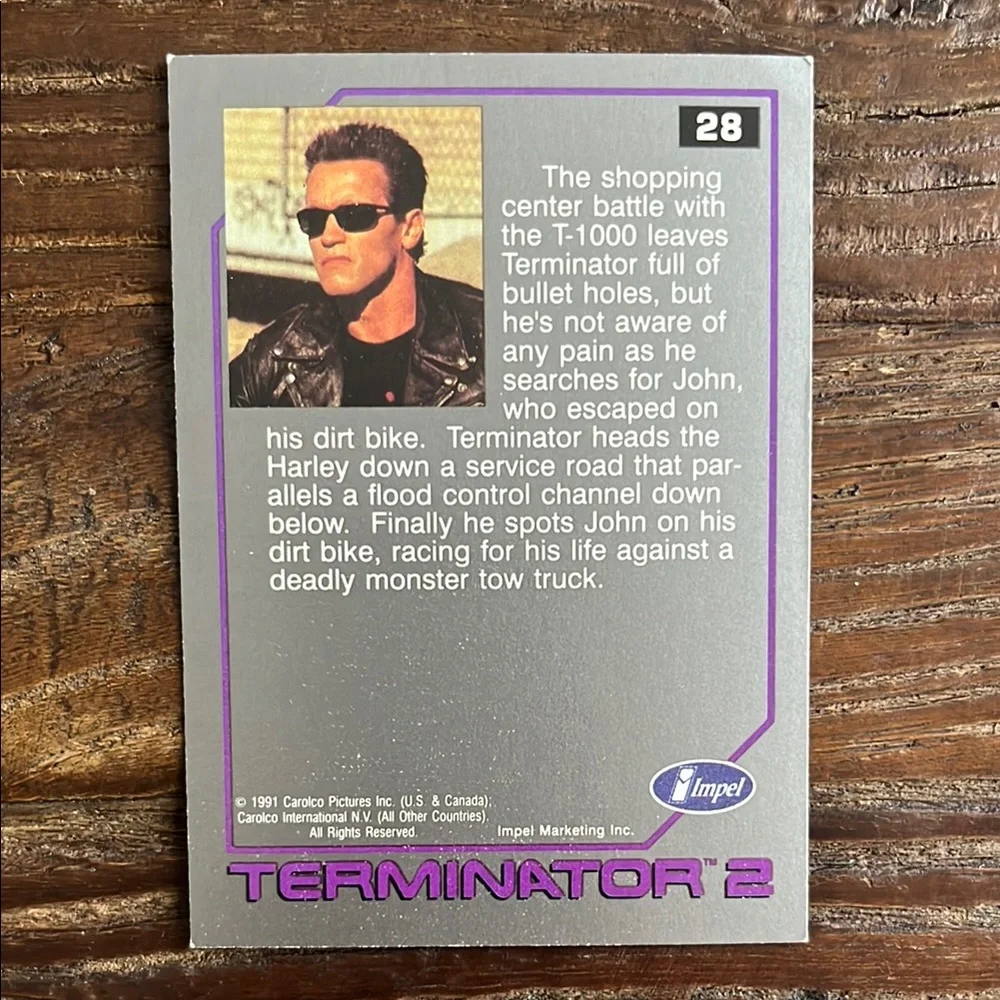 28
The shopping
center battle with
the T-1000 leaves
Terminator full of
bullet holes, but
he's not aware of
any pain as he
searches for John,
who escaped on
his dirt bike. Terminator heads the
Harley down a service road that par-
allels a flood control channel down
below. Finally he spots John on his
dirt bike, racing for his life against a
deadly monster tow truck.
Impel
© 1991 Carolco Pictures Inc. (U.S. & Canada);
Carolco International N.V. (All Other Countries).
All Rights Reserved. Impel Marketing Inc.
TERMINATOR™ 2